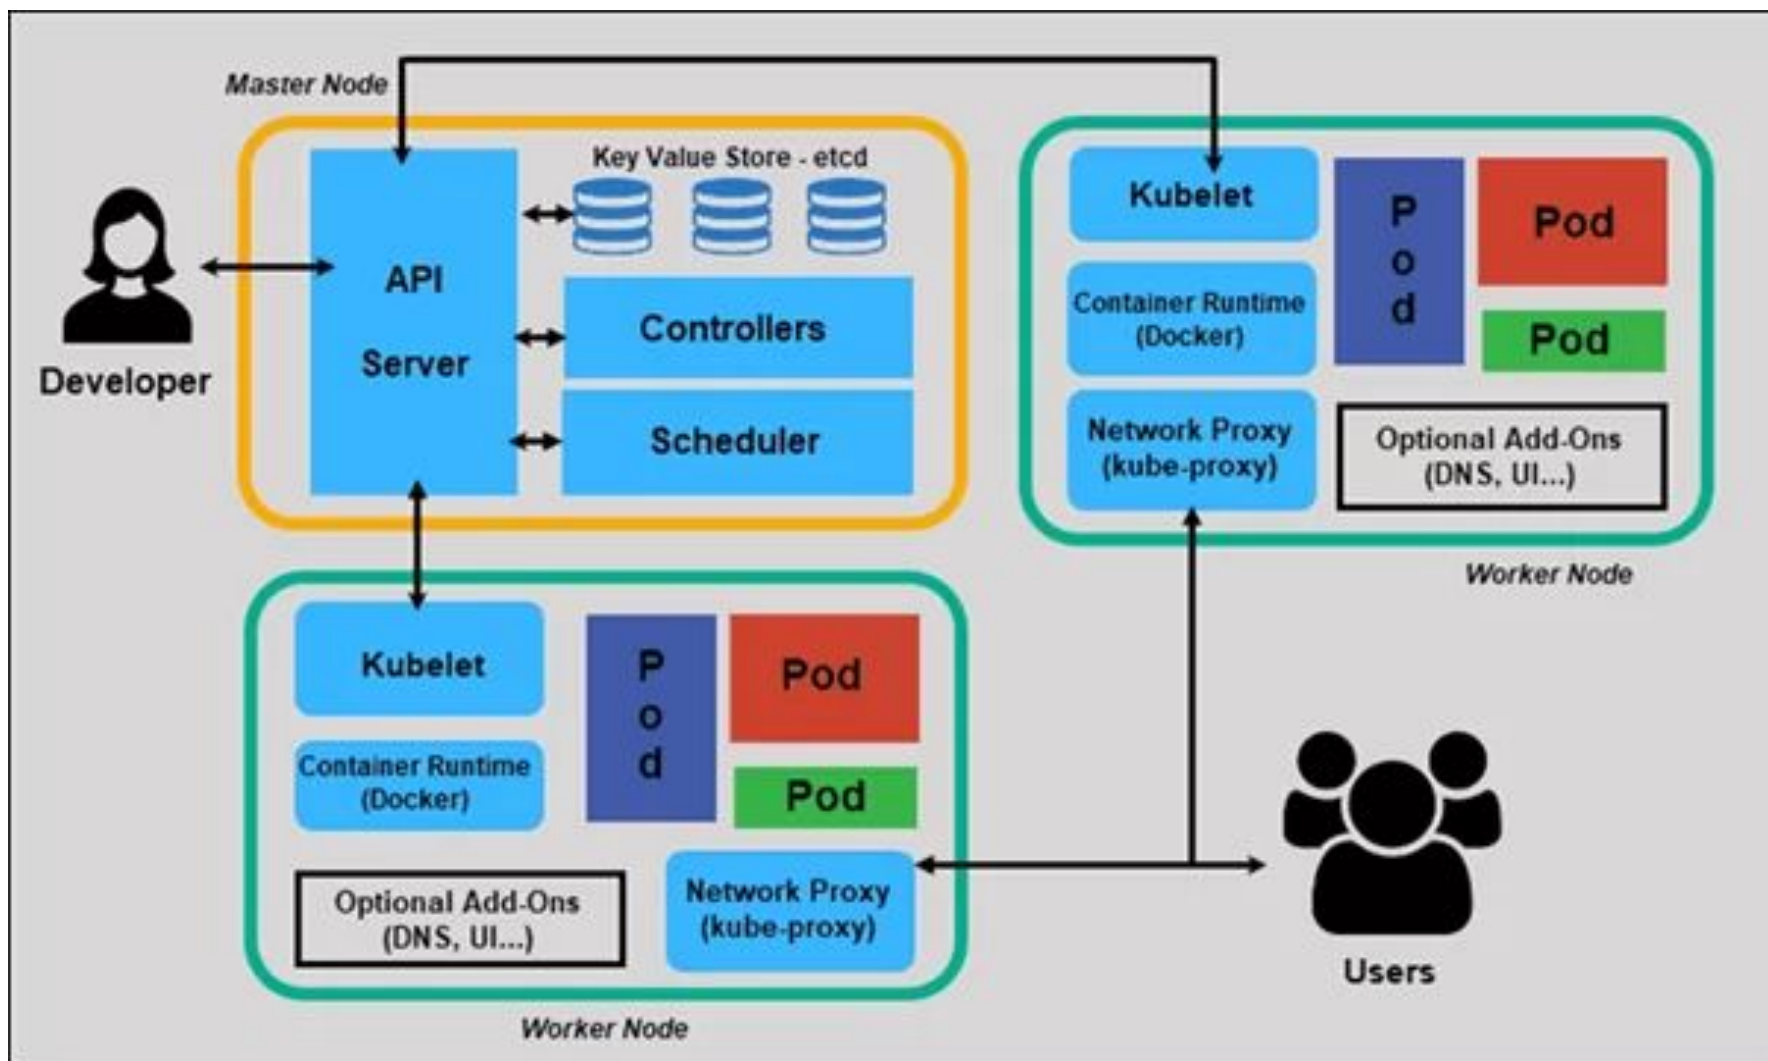 Master Node
Key Value Store - etcd
API
Server
Controllers
Scheduler
Developer
Kubelet
Container Runtime
(Docker)
Network Proxy
(kube-proxy)
P
o
d
Pod
Pod
Optional Add-Ons
(DNS, UI...)
Worker Node
Kubelet
Container Runtime
(Docker)
P
o
d
Pod
Pod
Optional Add-Ons
(DNS, UI...)
Network Proxy
(kube-proxy)
Worker Node
Users